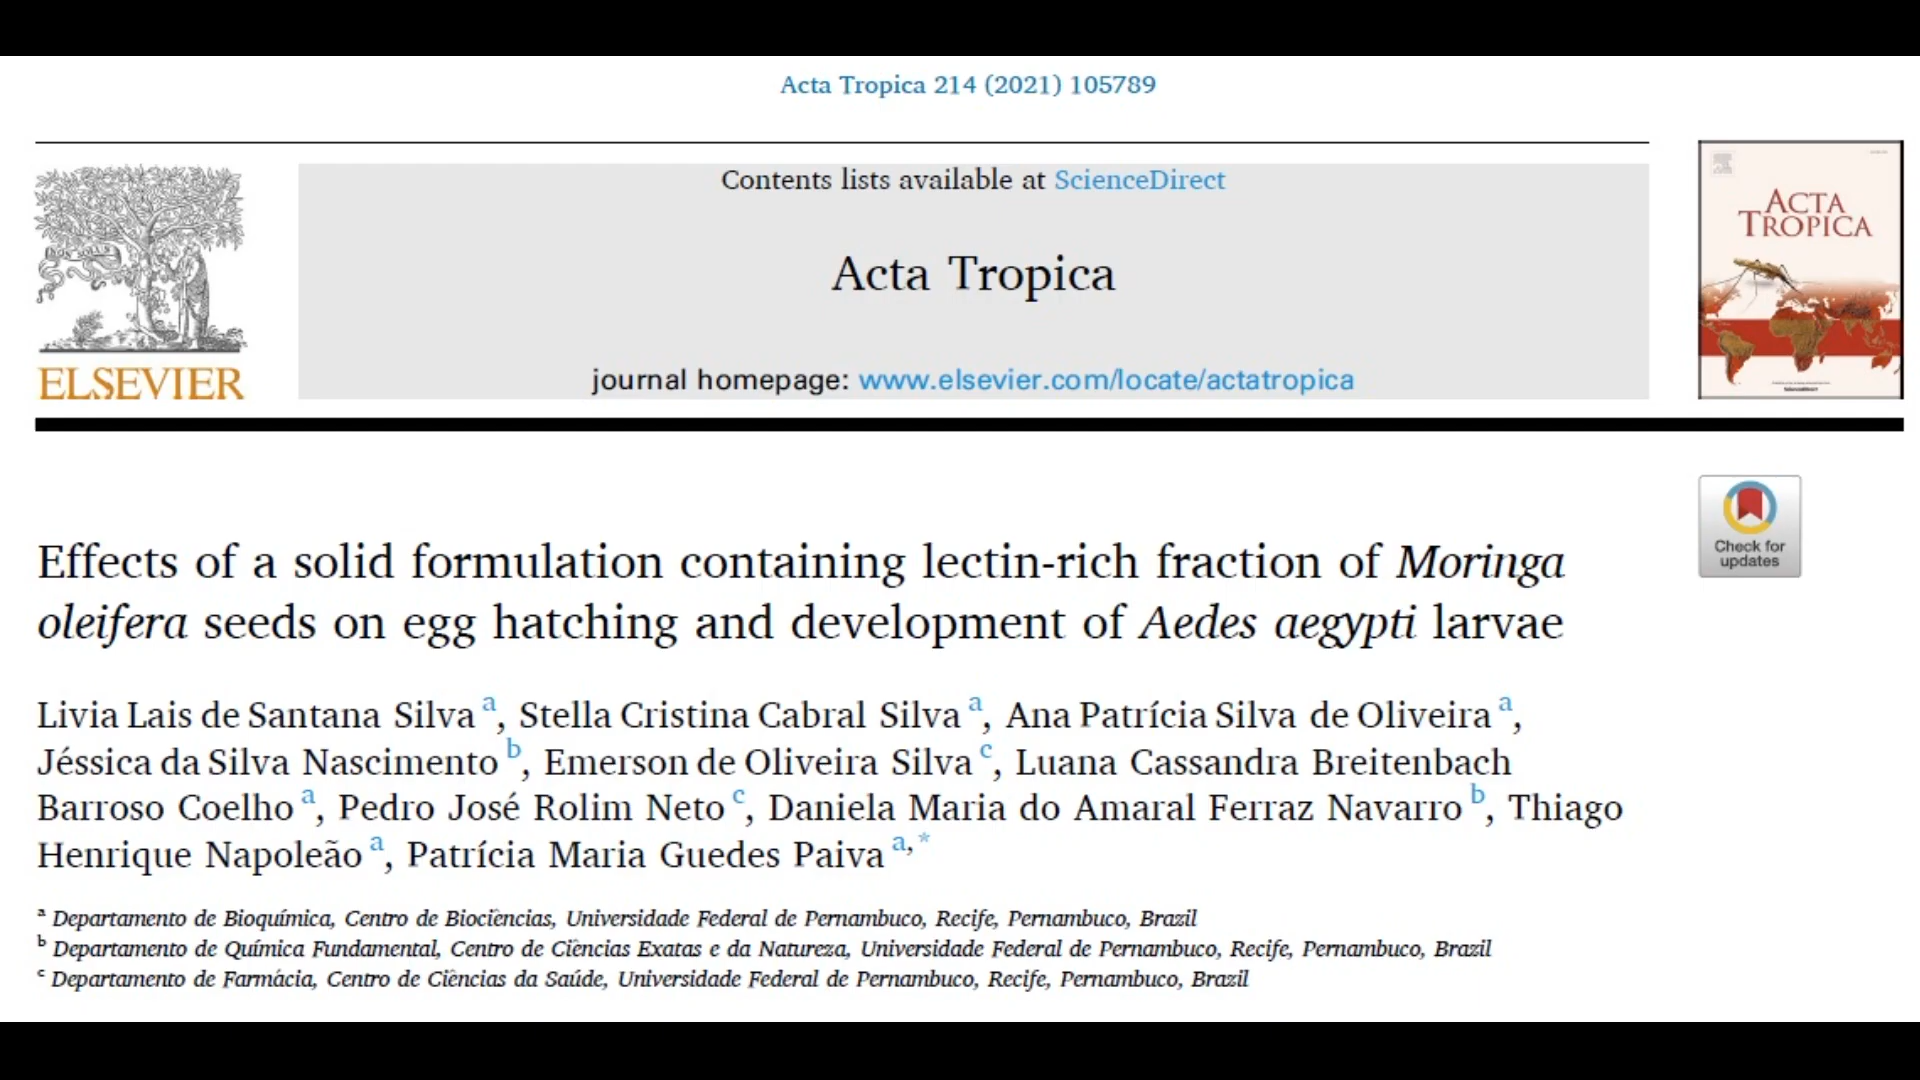 Acta Tropica 214 (2021) 105789
Contents lists available at ScienceDirect
Acta Tropica
journal homepage: www.elsevier.com/locate/actatropica
ELSEVIER
ACTA
TROPICA
Check for
updates
Effects of a solid formulation containing lectin-rich fraction of Moringa
oleifera seeds on egg hatching and development of Aedes aegypti larvae
Livia Lais de Santana Silva a, Stella Cristina Cabral Silva a, Ana Patrícia Silva de Oliveira a,
Jéssica da Silva Nascimento b, Emerson de Oliveira Silva c, Luana Cassandra Breitenbach
Barroso Coelho a, Pedro José Rolim Neto c, Daniela Maria do Amaral Ferraz Navarro b, Thiago
Henrique Napoleão a, Patrícia Maria Guedes Paiva a, *
a Departamento de Bioquímica, Centro de Biociências, Universidade Federal de Pernambuco, Recife, Pernambuco, Brazil
b Departamento de Química Fundamental, Centro de Ciências Exatas e da Natureza, Universidade Federal de Pernambuco, Recife, Pernambuco, Brazil
c Departamento de Farmácia, Centro de Ciências da Saúde, Universidade Federal de Pernambuco, Recife, Pernambuco, Brazil